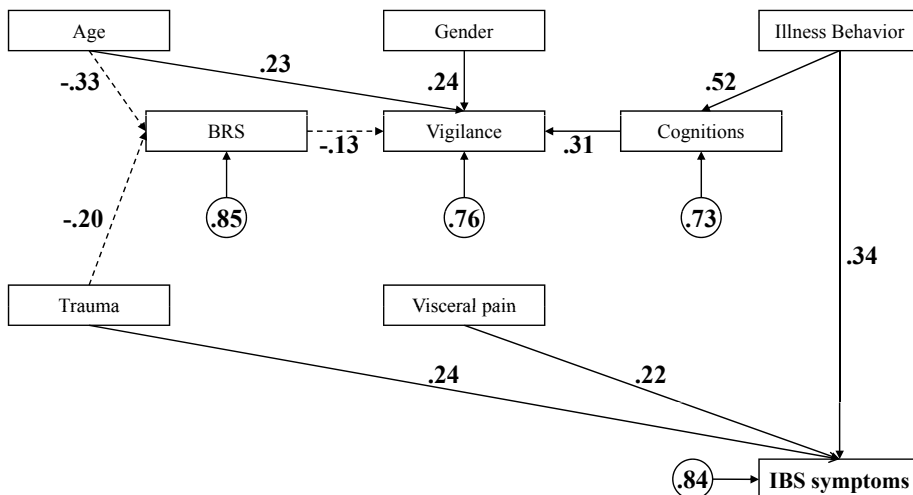 Age
Gender
Illness Behavior
-.33
.23
.24
.52
BRS
-.13
Vigilance
.31
Cognitions
.85
.76
.73
-.20
.34
Trauma
Visceral pain
.24
.22
.84
IBS symptoms